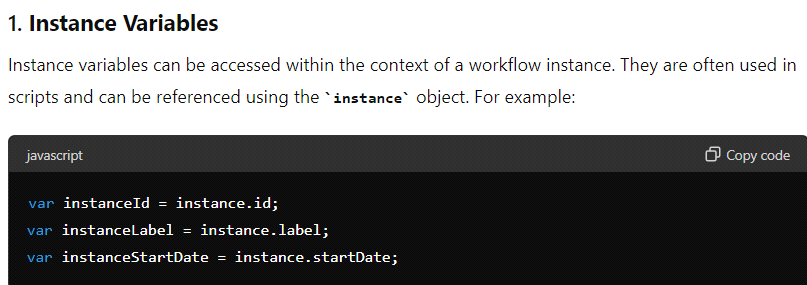 1. Instance Variables
Instance variables can be accessed within the context of a workflow instance. They are often used in
scripts and can be referenced using the `instance` object. For example:
javascript
Copy code
var instanceId = instance.id;
var instanceLabel = instance.label;
var instanceStartDate = instance.startDate;